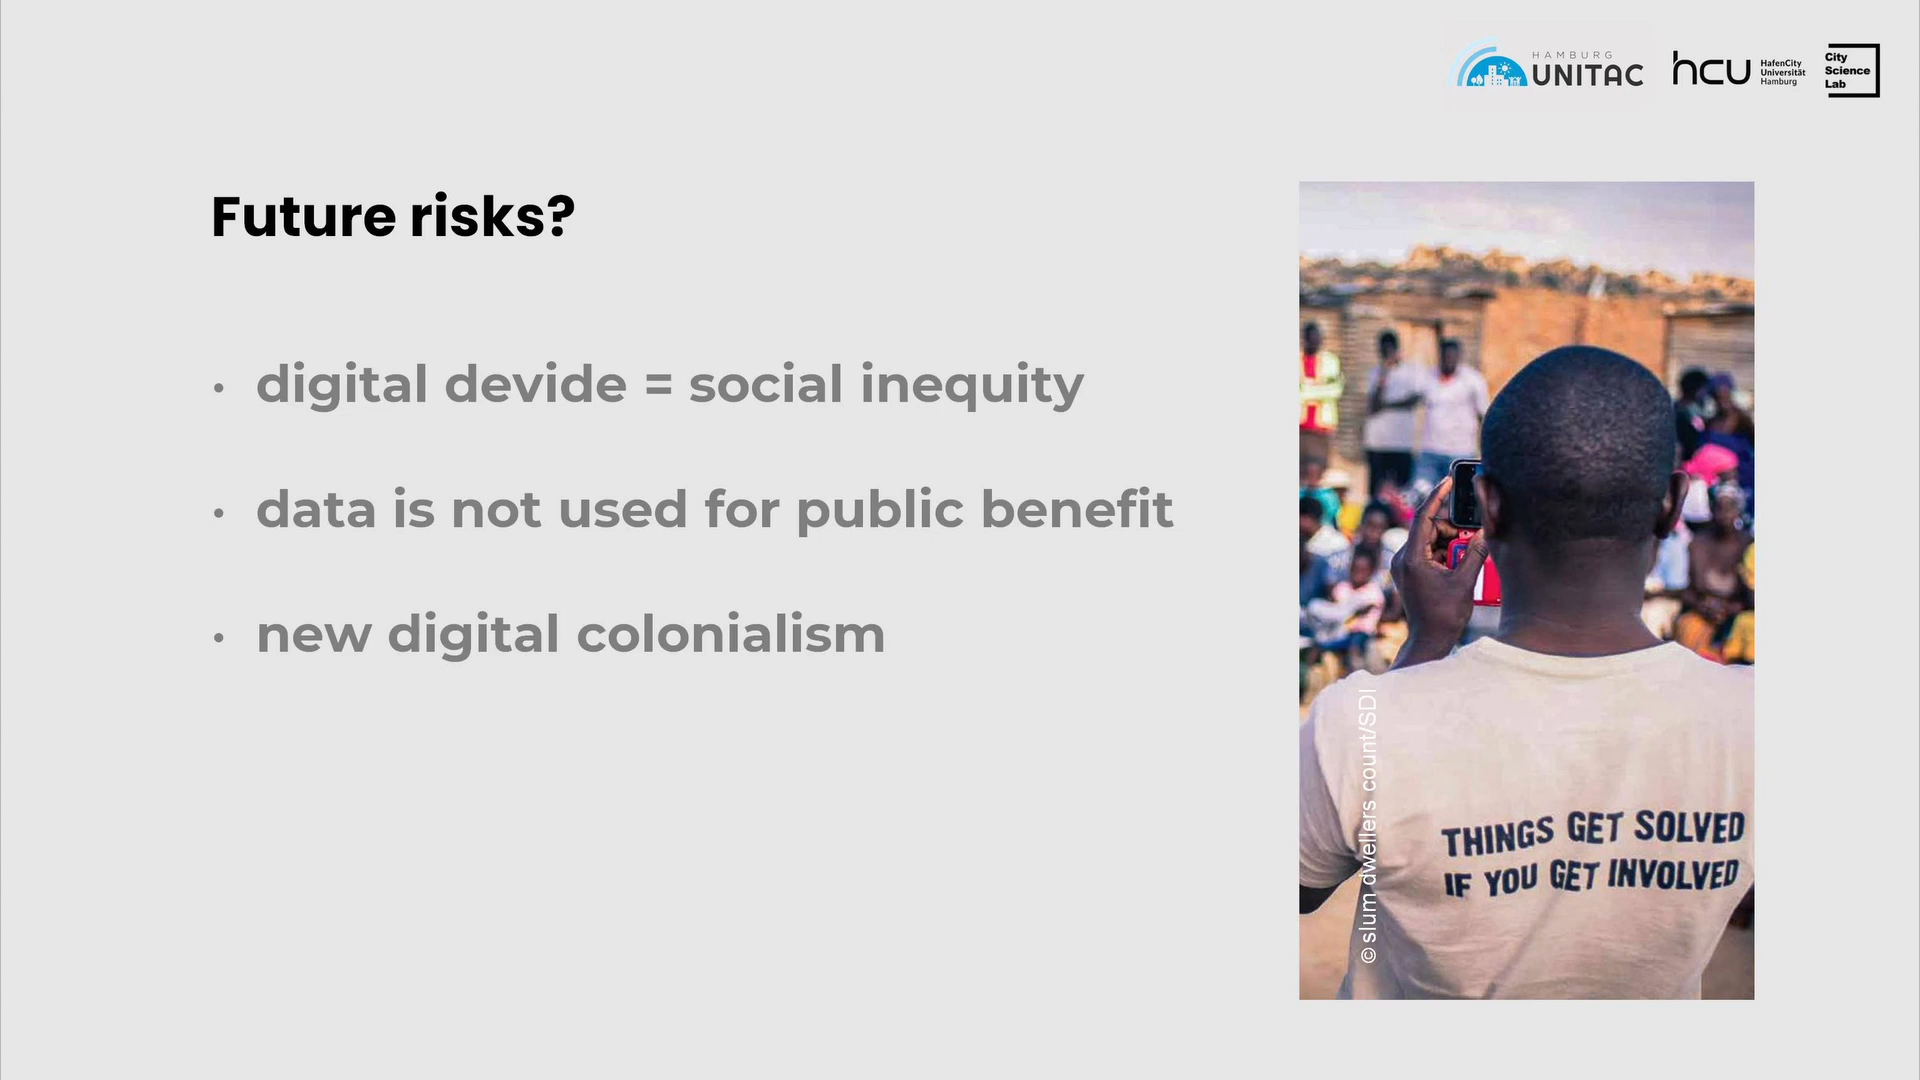 HAMBURG
UNITAC
hcu
HafenCity
Universität
Hamburg
City
Science
Lab
Future risks?
• digital devide = social inequity
• data is not used for public benefit
• new digital colonialism
© slum dwellers count/SDI
THINGS GET SOLVED
IF YOU GET INVOLVED